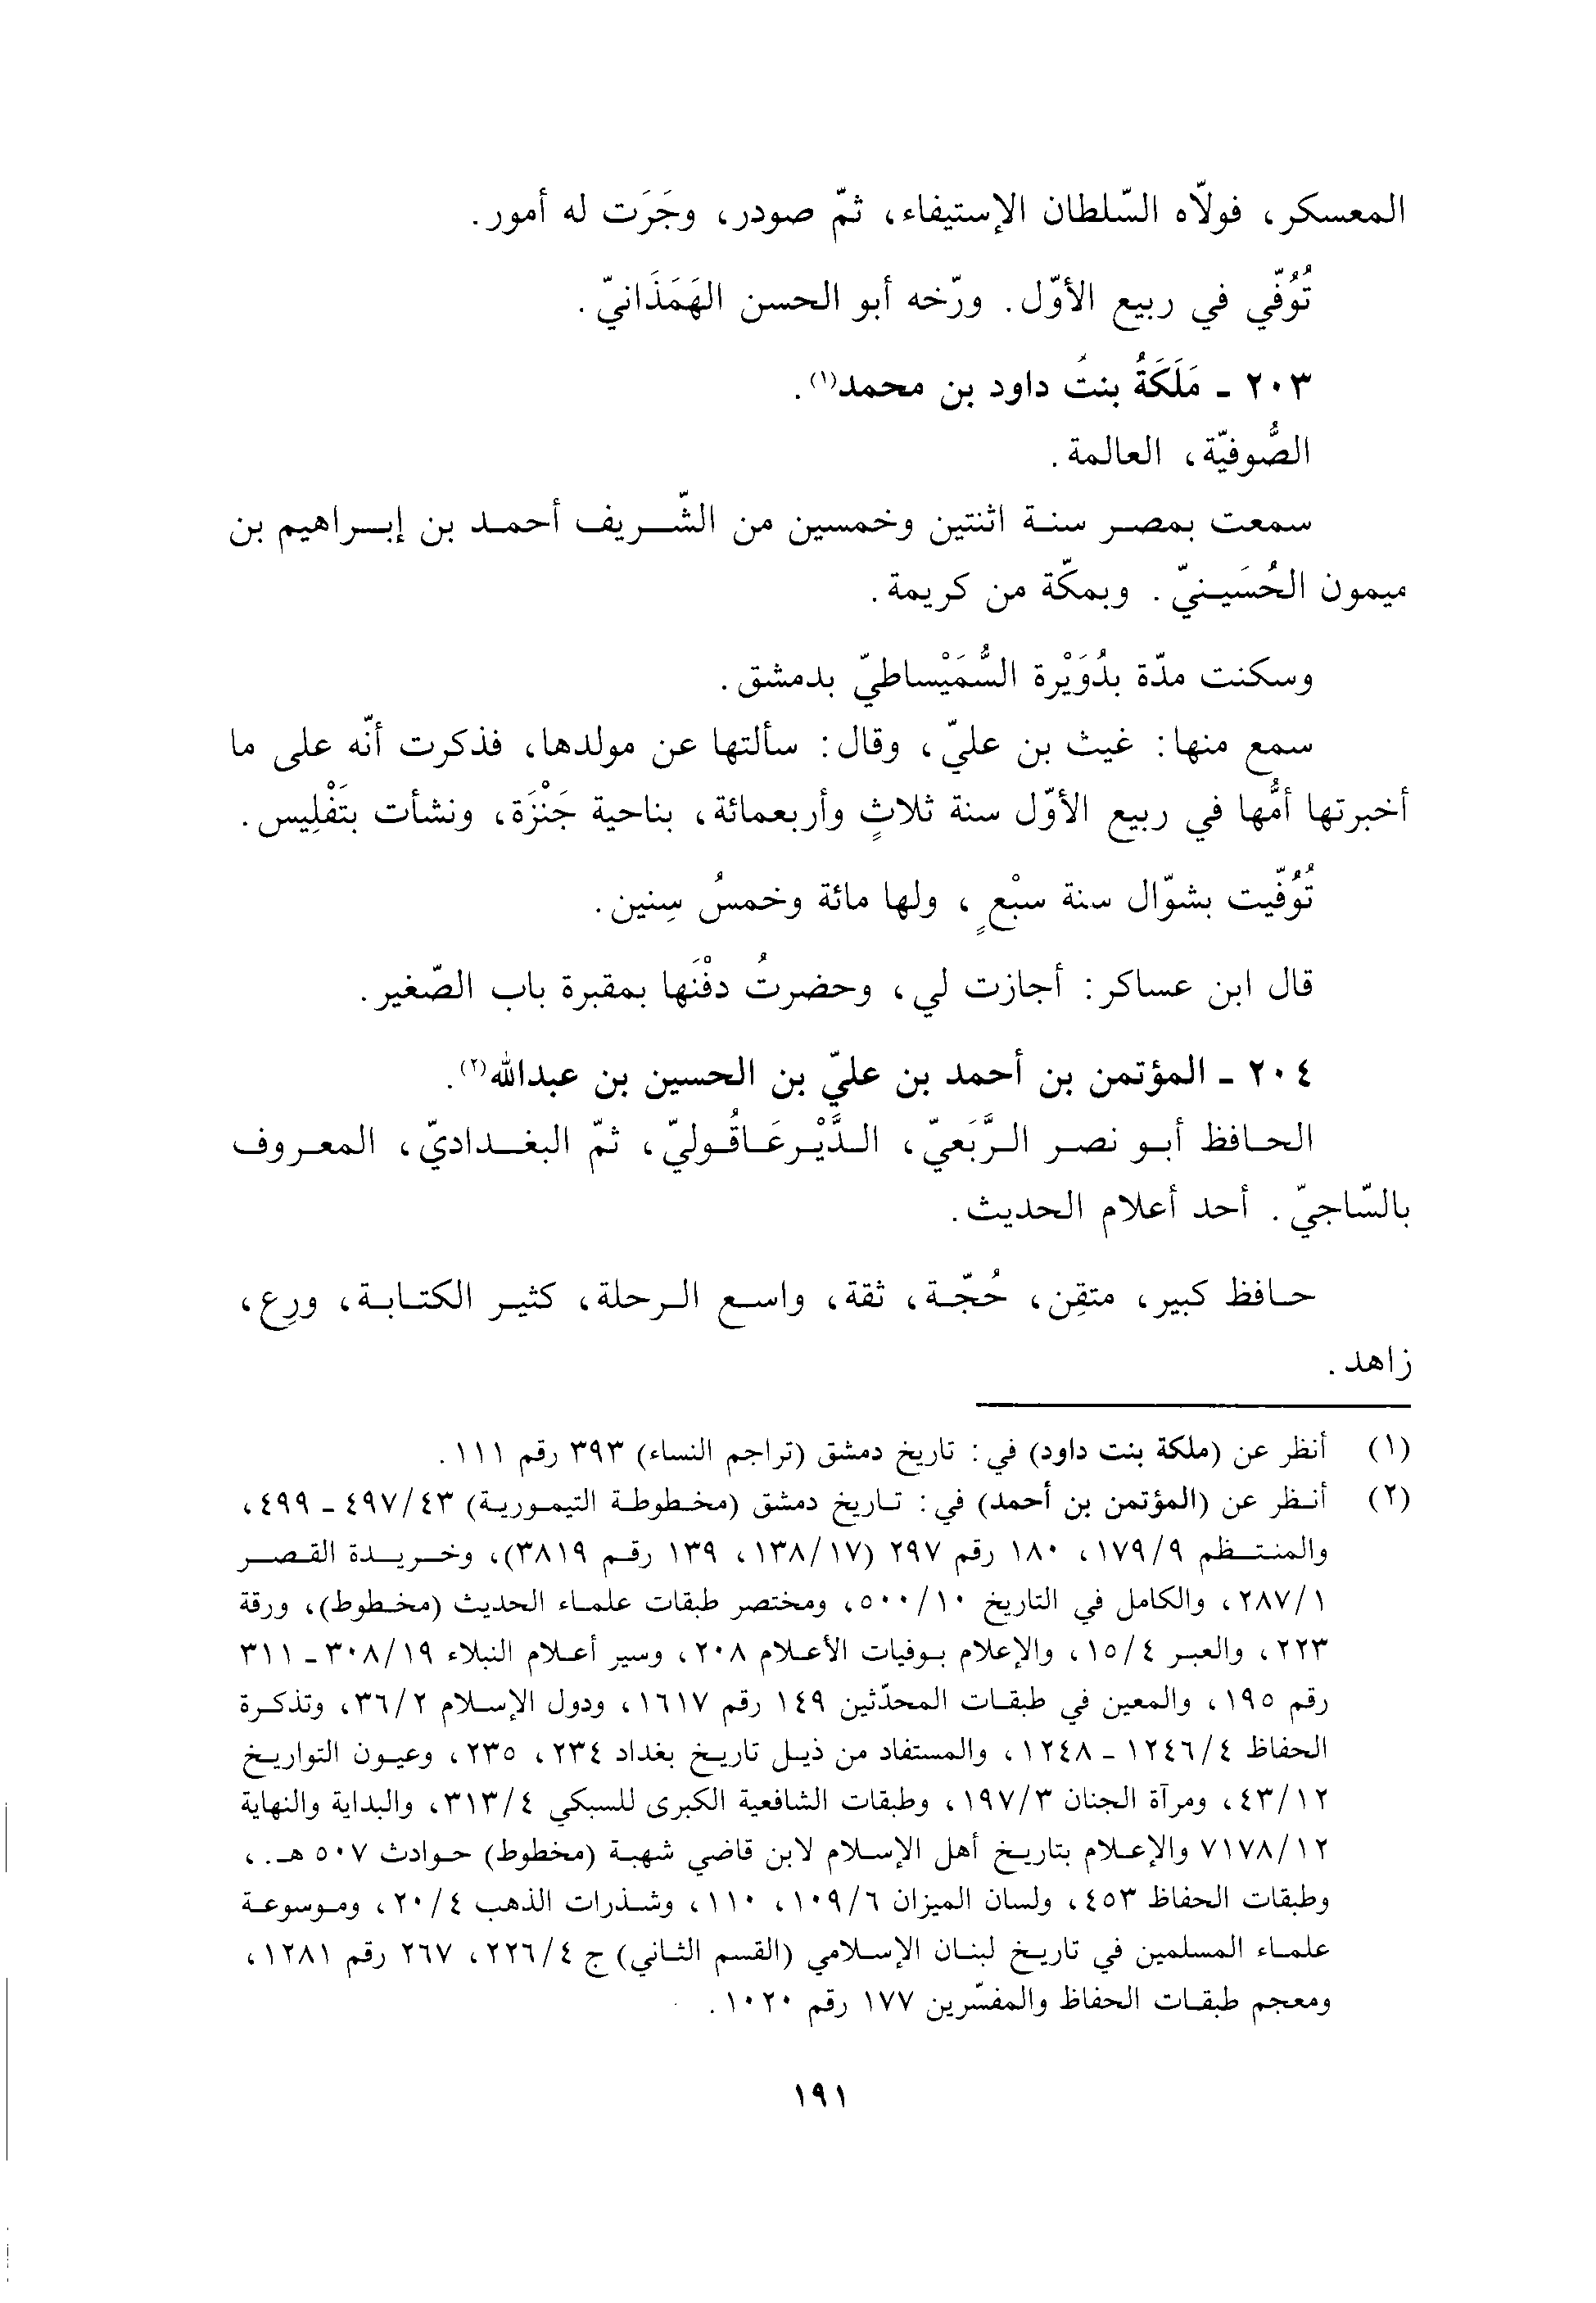 المعسكر، فولاّه السّلطان الإستيفاء، ثمّ صودر، وجَرَت له أمور.
تُوُفّي في ربيع الأوّل. ورّخه أبو الحسن الهَمَذَانيّ.
٢٠٣ - مَلَكَةُ بنتُ داود بن محمد(١).
الصُّوفيّة، العالمة.
سمعت بمصر سنة اثنتين وخمسين من الشّريف أحمد بن إبراهيم بن
ميمون الحُسَينيّ. وبمكّة من كريمة.
وسكنت مدّة بدُوَيْرة السُّمَيْساطيّ بدمشق.
سمع منها: غيث بن عليّ، وقال: سألتها عن مولدها، فذكرت أنّه على ما
أخبرتها أمُّها في ربيع الأوّل سنة ثلاثٍ وأربعمائة، بناحية جَنْزَة، ونشأت بتَفْلِيس.
تُوُفّيت بشوّال سنة سبْعٍ، ولها مائة وخمسُ سِنين.
قال ابن عساكر: أجازت لي، وحضرتُ دفْنَها بمقبرة باب الصّغير.
٢٠٤ - المؤتمن بن أحمد بن عليّ بن الحسين بن عبدالله(٢).
الحافظ أبو نصر الرَّبَعيّ، الدَّيْرعَاقُوليّ، ثمّ البغداديّ، المعروف
بالسّاجيّ. أحد أعلام الحديث.
حافظ كبير، متقِن، حُجّة، ثقة، واسع الرحلة، كثير الكتابة، ورِع،
زاهد.
(١) أنظر عن (ملكة بنت داود) في: تاريخ دمشق (تراجم النساء) ٣٩٣ رقم ١١١.
(٢) أنظر عن (المؤتمن بن أحمد) في: تاريخ دمشق (مخطوطة التيمورية) ٤٩٧/٤٣ - ٤٩٩،
والمنتظم ١٧٩/٩، ١٨٠ رقم ٢٩٧ (١٣٨/١٧، ١٣٩ رقم ٣٨١٩)، وخريدة القصر
٢٨٧/١، والكامل في التاريخ ٥٠٠/١٠، ومختصر طبقات علماء الحديث (مخطوط)، ورقة
٢٢٣، والعبر ١٥/٤، والإعلام بوفيات الأعلام ٢٠٨، وسير أعلام النبلاء ٣٠٨/١٩ - ٣١١
رقم ١٩٥، والمعين في طبقات المحدّثين ١٤٩ رقم ١٦١٧، ودول الإسلام ٣٦/٢، وتذكرة
الحفاظ ١٢٤٦/٤ - ١٢٤٨، والمستفاد من ذيل تاريخ بغداد ٢٣٤، ٢٣٥، وعيون التواريخ
٤٣/١٢، ومرآة الجنان ١٩٧/٣، وطبقات الشافعية الكبرى للسبكي ٣١٣/٤، والبداية والنهاية
٧١٧٨/١٢ والإعلام بتاريخ أهل الإسلام لابن قاضي شهبة (مخطوط) حوادث ٥٠٧ هـ.،
وطبقات الحفاظ ٤٥٣، ولسان الميزان ١٠٩/٦، ١١٠، وشذرات الذهب ٢٠/٤، وموسوعة
علماء المسلمين في تاريخ لبنان الإسلامي (القسم الثاني) ج ٢٢٦/٤، ٢٦٧ رقم ١٢٨١،
ومعجم طبقات الحفاظ والمفسّرين ١٧٧ رقم ١٠٢٠.
١٩١